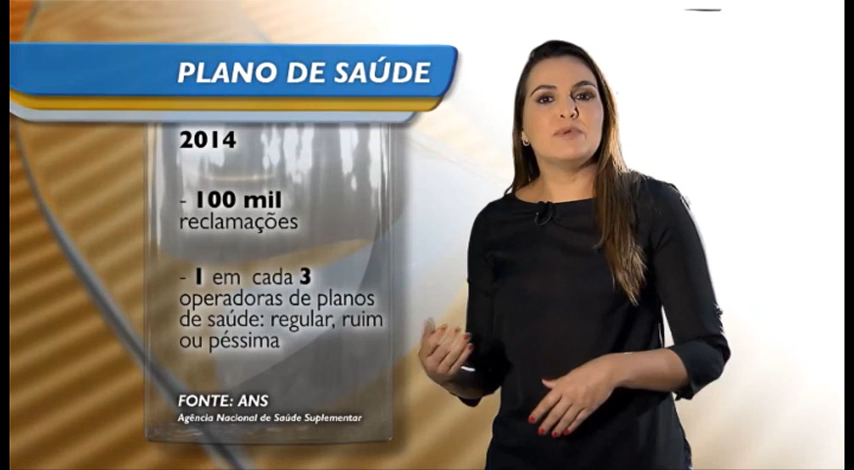 PLANO DE SAÚDE
2014
- 100 mil
reclamações
- 1 em cada 3
operadoras de planos
de saúde: regular, ruim
ou péssima
FONTE: ANS
Agência Nacional de Saúde Suplementar